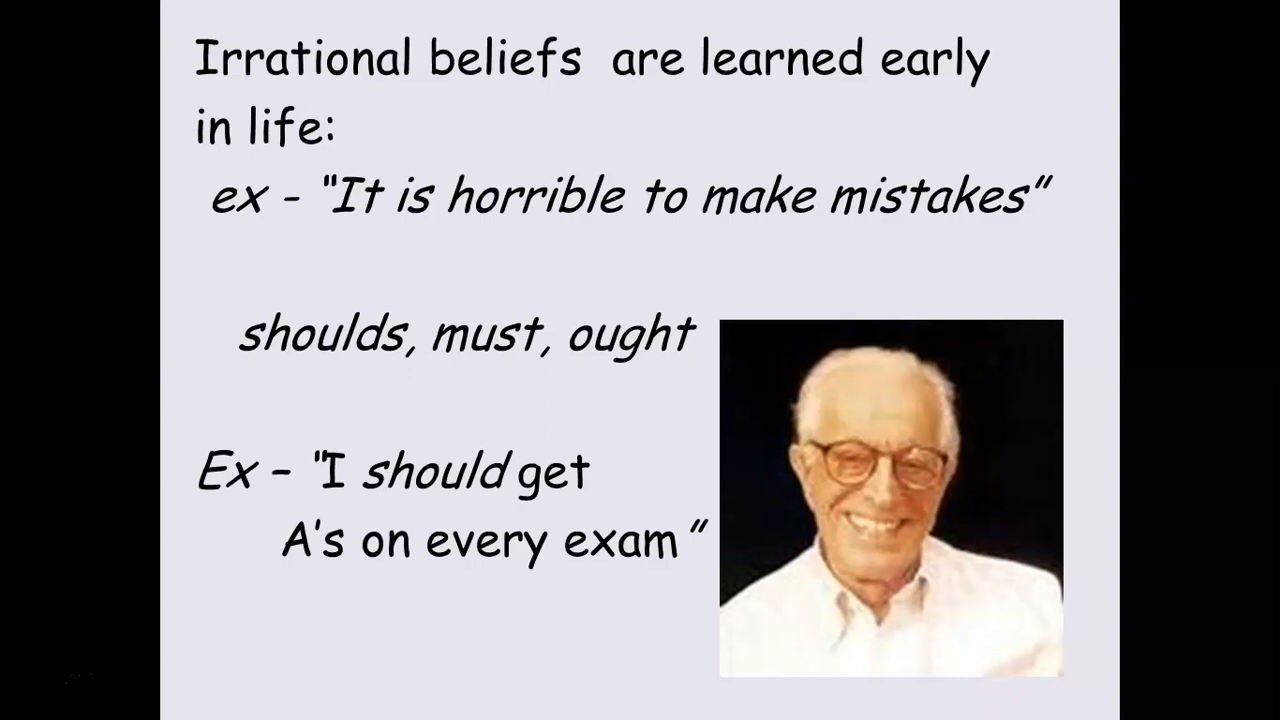 Irrational beliefs are learned early
in life:
ex - "It is horrible to make mistakes”
shoulds, must, ought
Ex – "I should get
A’s on every exam ”